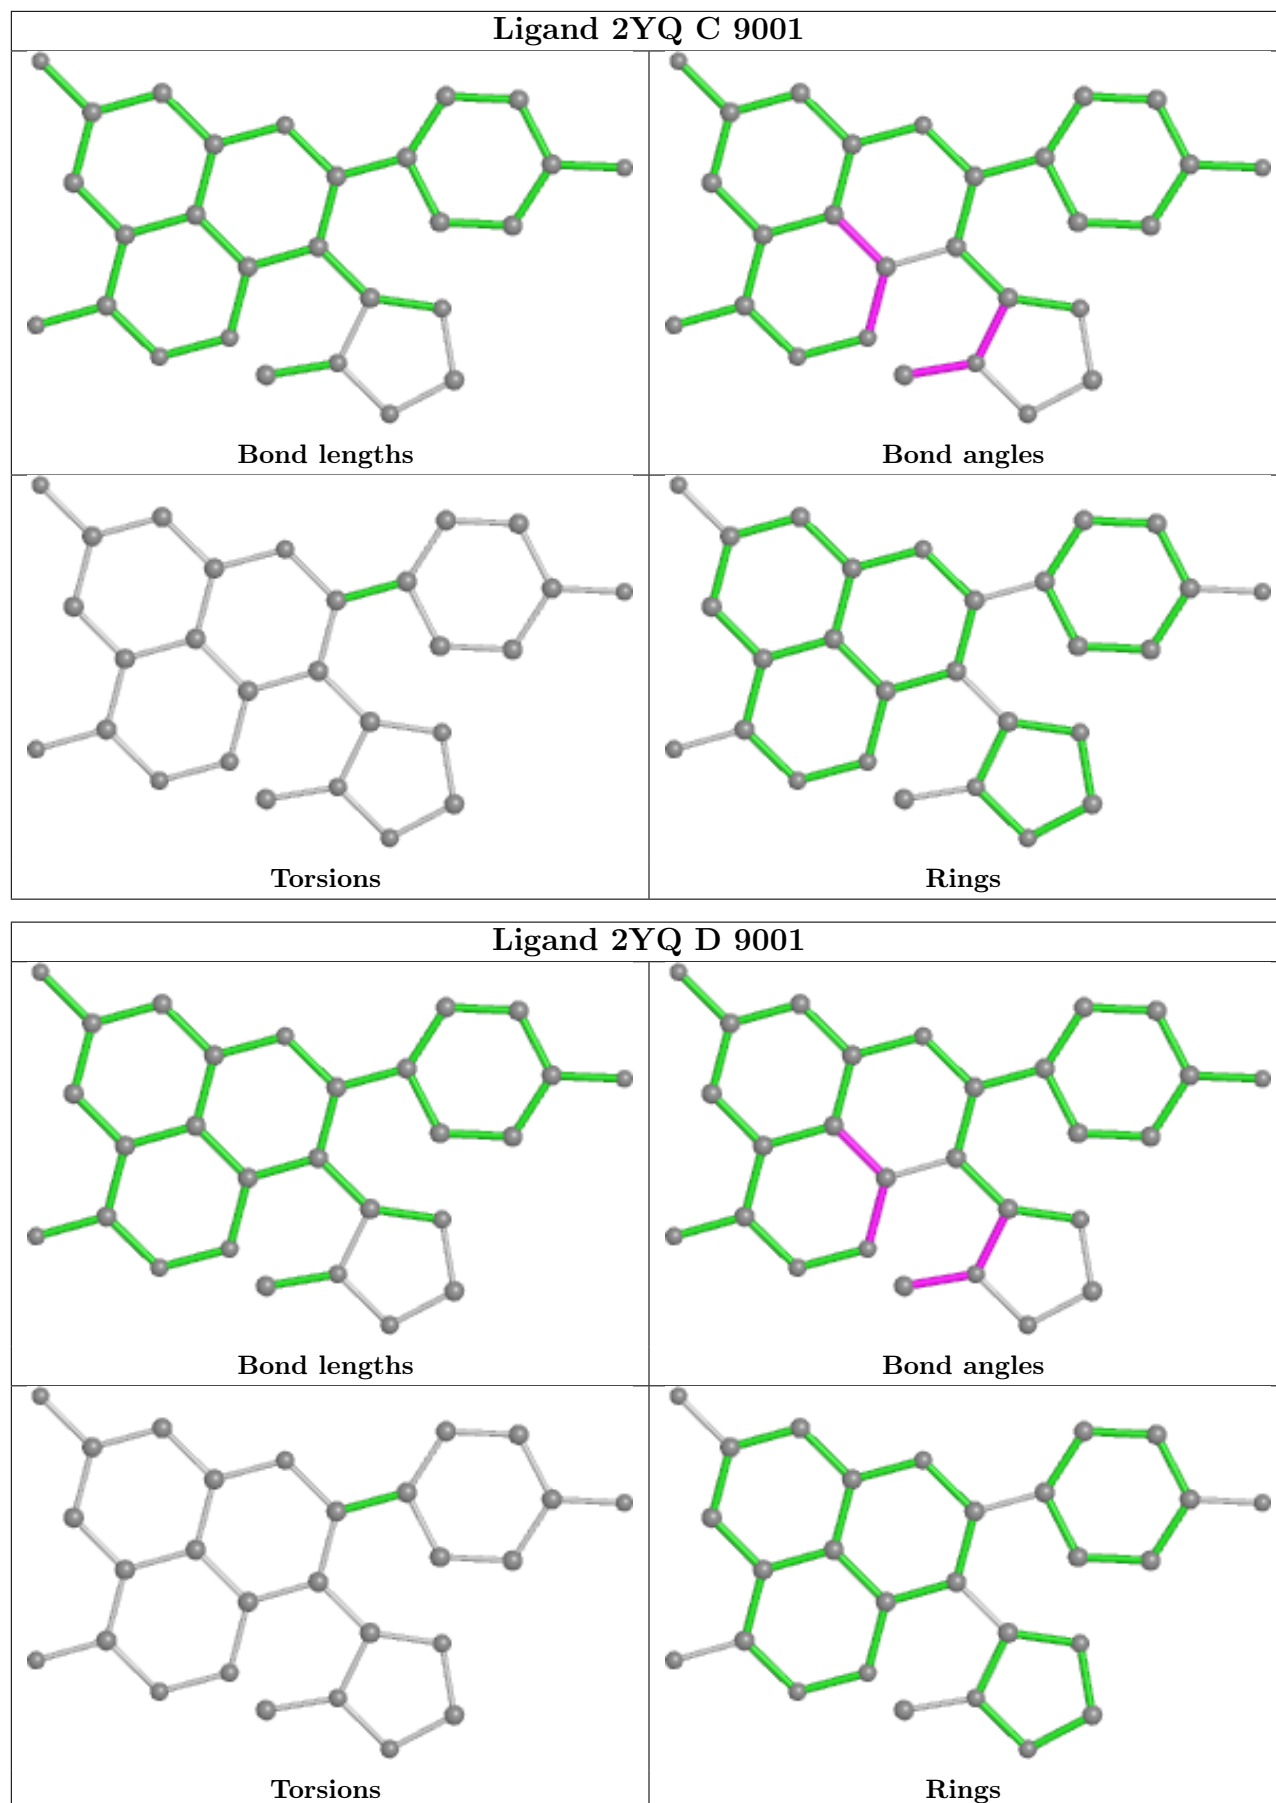 Ligand 2YQ C 9001
Bond lengths
Bond angles
Torsions
Rings
Ligand 2YQ D 9001
Bond lengths
Bond angles
Torsions
Rings